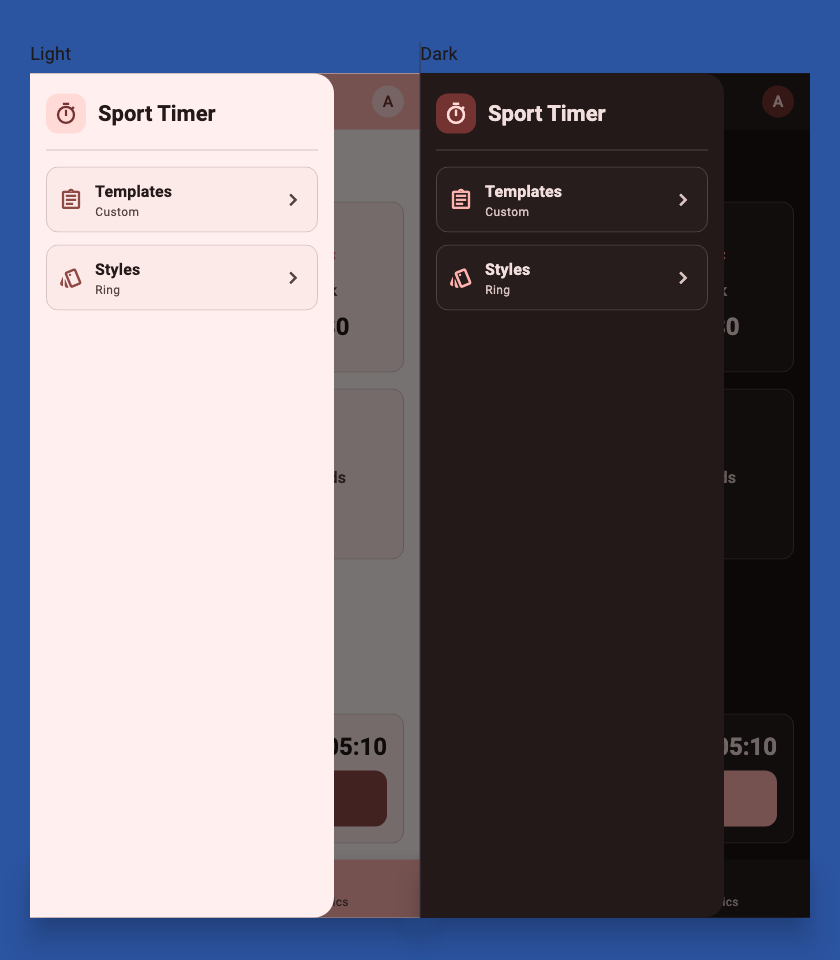 Light
Dark
Sport Timer
A
Templates
Custom
Styles
Ring
05:10
Sport Timer
A
Templates
Custom
Styles
Ring
05:10